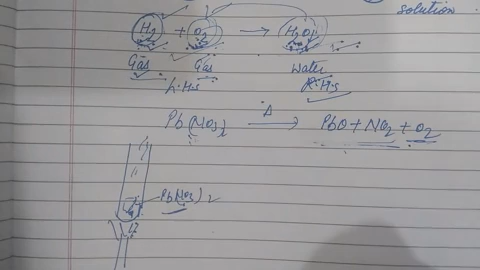 solution
H₂ + O₂ → H₂O
Gas Gas Water
L.H.S R.H.S
Pb(NO₃)₂ Δ→ PbO + NO₂ + O₂
Pb(NO₃)₂